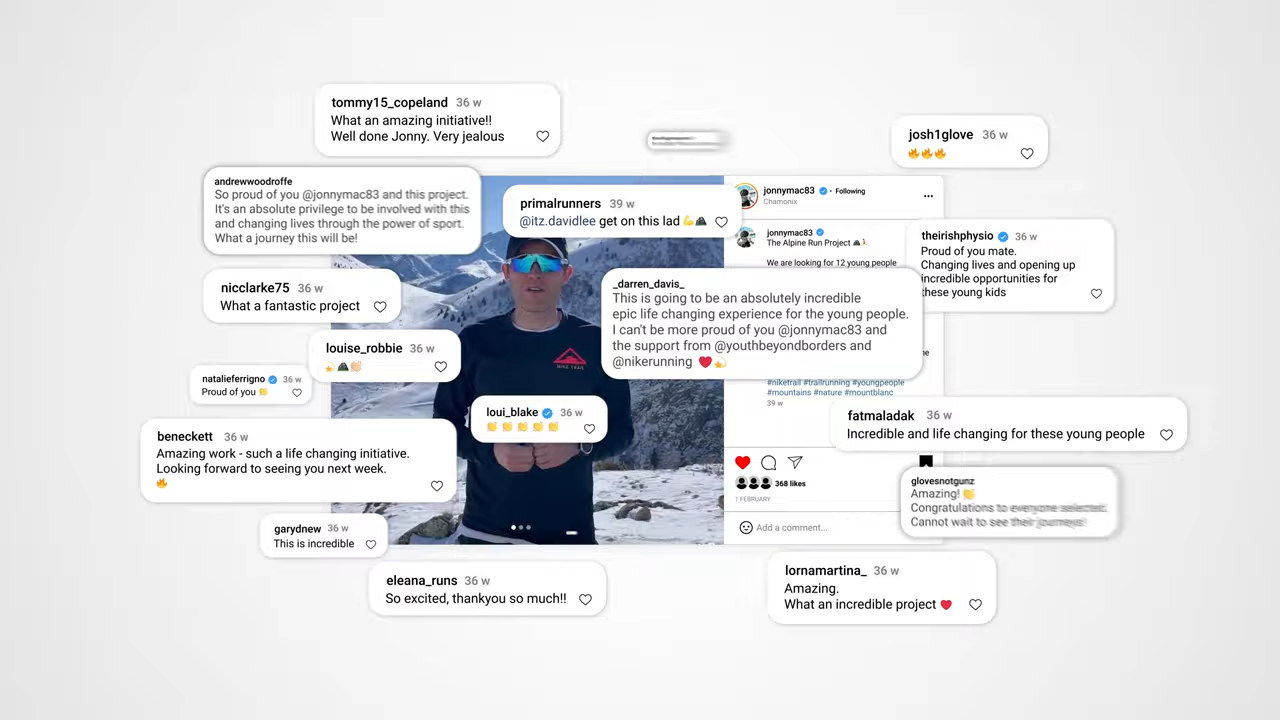 tommy15_copeland 36 w
What an amazing initiative!!
Well done Jonny. Very jealous
josh1glove 36 w
🔥🔥🔥
andrewwoodroffe
So proud of you @jonnymac83 and this project.
It's an absolute privilege to be involved with this
and changing lives through the power of sport.
What a journey this will be!
primalrunners 39 w
@itz.davidlee get on this lad 💪⛰️
jonnymac83 • Following
Chamonix
jonnymac83
The Alpine Run Project ⛰️🏃
We are looking for 12 young people
theirishphysio 36 w
Proud of you mate.
Changing lives and opening up
incredible opportunities for
these young kids
nicclarke75 36 w
What a fantastic project
_darren_davis_
This is going to be an absolutely incredible
epic life changing experience for the young people.
I can't be more proud of you @jonnymac83 and
the support from @youthbeyondborders and
@nikerunning ❤️💫
louise_robbie 36 w
💫⛰️👏🏻
NIKE TRAIL
natalieferrigno 36 w
Proud of you 👏
#niketrail #trailrunning #youngpeople
#mountains #nature #mountblanc
39 w
loui_blake 36 w
👏👏👏👏👏
fatmaladak 36 w
Incredible and life changing for these young people
beneckett 36 w
Amazing work - such a life changing initiative.
Looking forward to seeing you next week.
🔥
368 likes
1 FEBRUARY
glovesnotgunz
Amazing! 👏
Congratulations to everyone selected.
Cannot wait to see their journeys!
Add a comment...
garydnew 36 w
This is incredible
eleana_runs 36 w
So excited, thankyou so much!!
lornamartina_ 36 w
Amazing.
What an incredible project ❤️